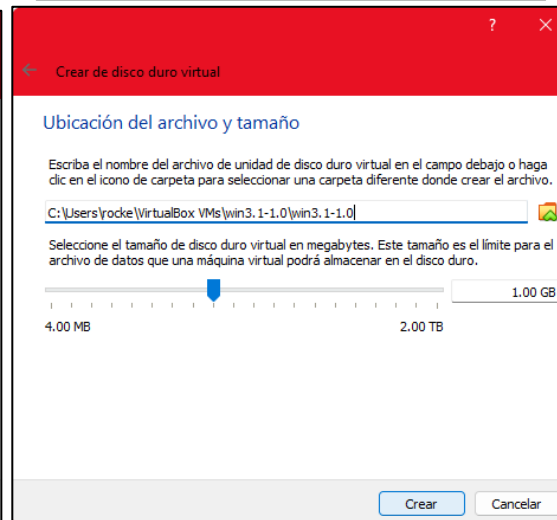 ?
Crear de disco duro virtual
Ubicación del archivo y tamaño
Escriba el nombre del archivo de unidad de disco duro virtual en el campo debajo o haga
clic en el icono de carpeta para seleccionar una carpeta diferente donde crear el archivo.
C:\Users\rocke\VirtualBox VMs\win3.1-1.0\win3.1-1.0
Seleccione el tamaño de disco duro virtual en megabytes. Este tamaño es el límite para el
archivo de datos que una máquina virtual podrá almacenar en el disco duro.
1.00 GB
4.00 MB 2.00 TB
Crear Cancelar